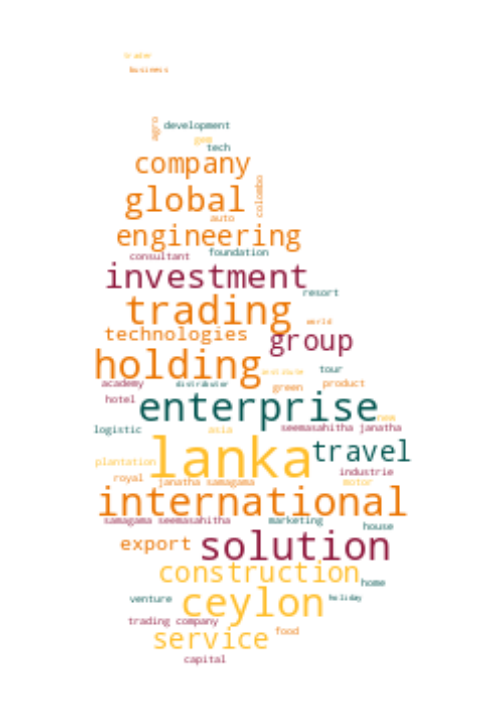 trader
business
agro
development
gem
tech
company
colombo
global
auto
engineering
foundation
consultant
investment
resort
trading
world
technologies
group
holding
institute
tour
academy
distributor
green
product
hotel
enterprise
new
logistic
asia
seemasahitha janatha
lanka
travel
plantation
industrie
royal
janatha samagama
motor
international
samagama seemasahitha
marketing
house
export
solution
construction
home
venture
ceylon
holiday
trading company
service
food
capital